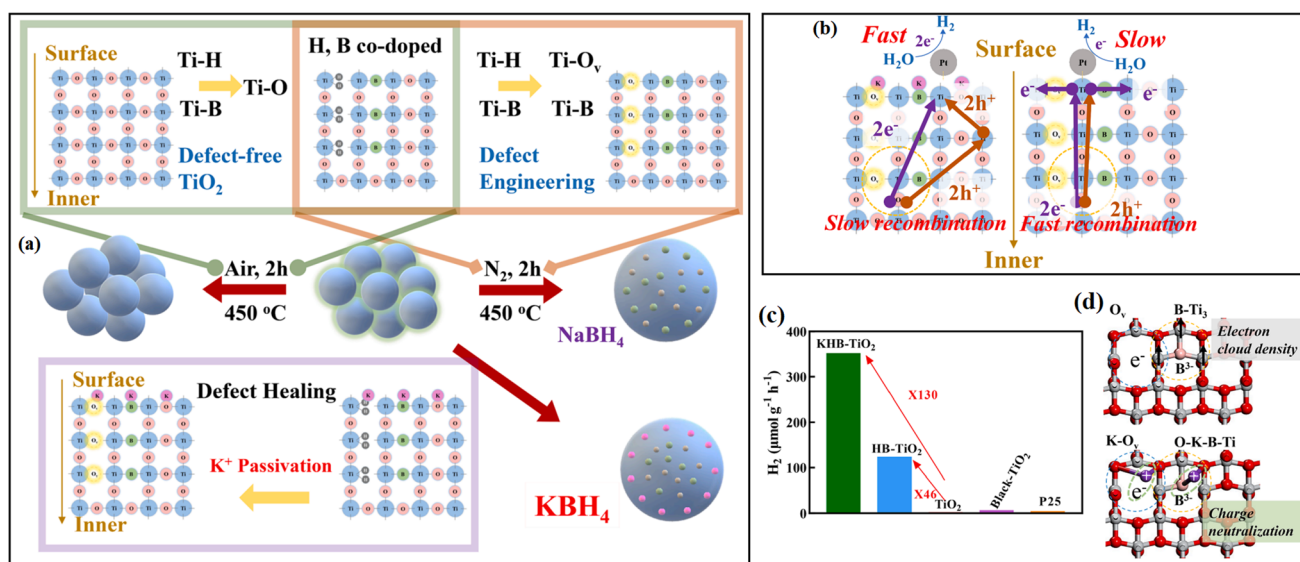 Surface
Ti-H
Ti-B
Ti-O
Defect-free
TiO2
Inner
H, B co-doped
Ti-H
Ti-B
Ti-Ov
Ti-B
Defect
Engineering
(a)
Air, 2h
450 oC
N2, 2h
450 oC
NaBH4
Surface
Defect Healing
K+ Passivation
Inner
KBH4
(b)
Fast
H2
2e-
H2O
Pt
Surface
H2
e-
Slow
H2O
Pt
K
K
Ti
O
B
2e-
2h+
2h+
Slow recombination
e-
e-
2e-
2h+
Fast recombination
Inner
(c)
H2 (μmol g-1 h-1)
400
300
200
100
0
KHB-TiO2
HB-TiO2
TiO2
Black-TiO2
P25
X130
X46
(d)
Ov
B-Ti3
Electron
cloud density
e-
B3-
K-Ov
O-K-B-Ti
e-
B3-
Charge
neutralization